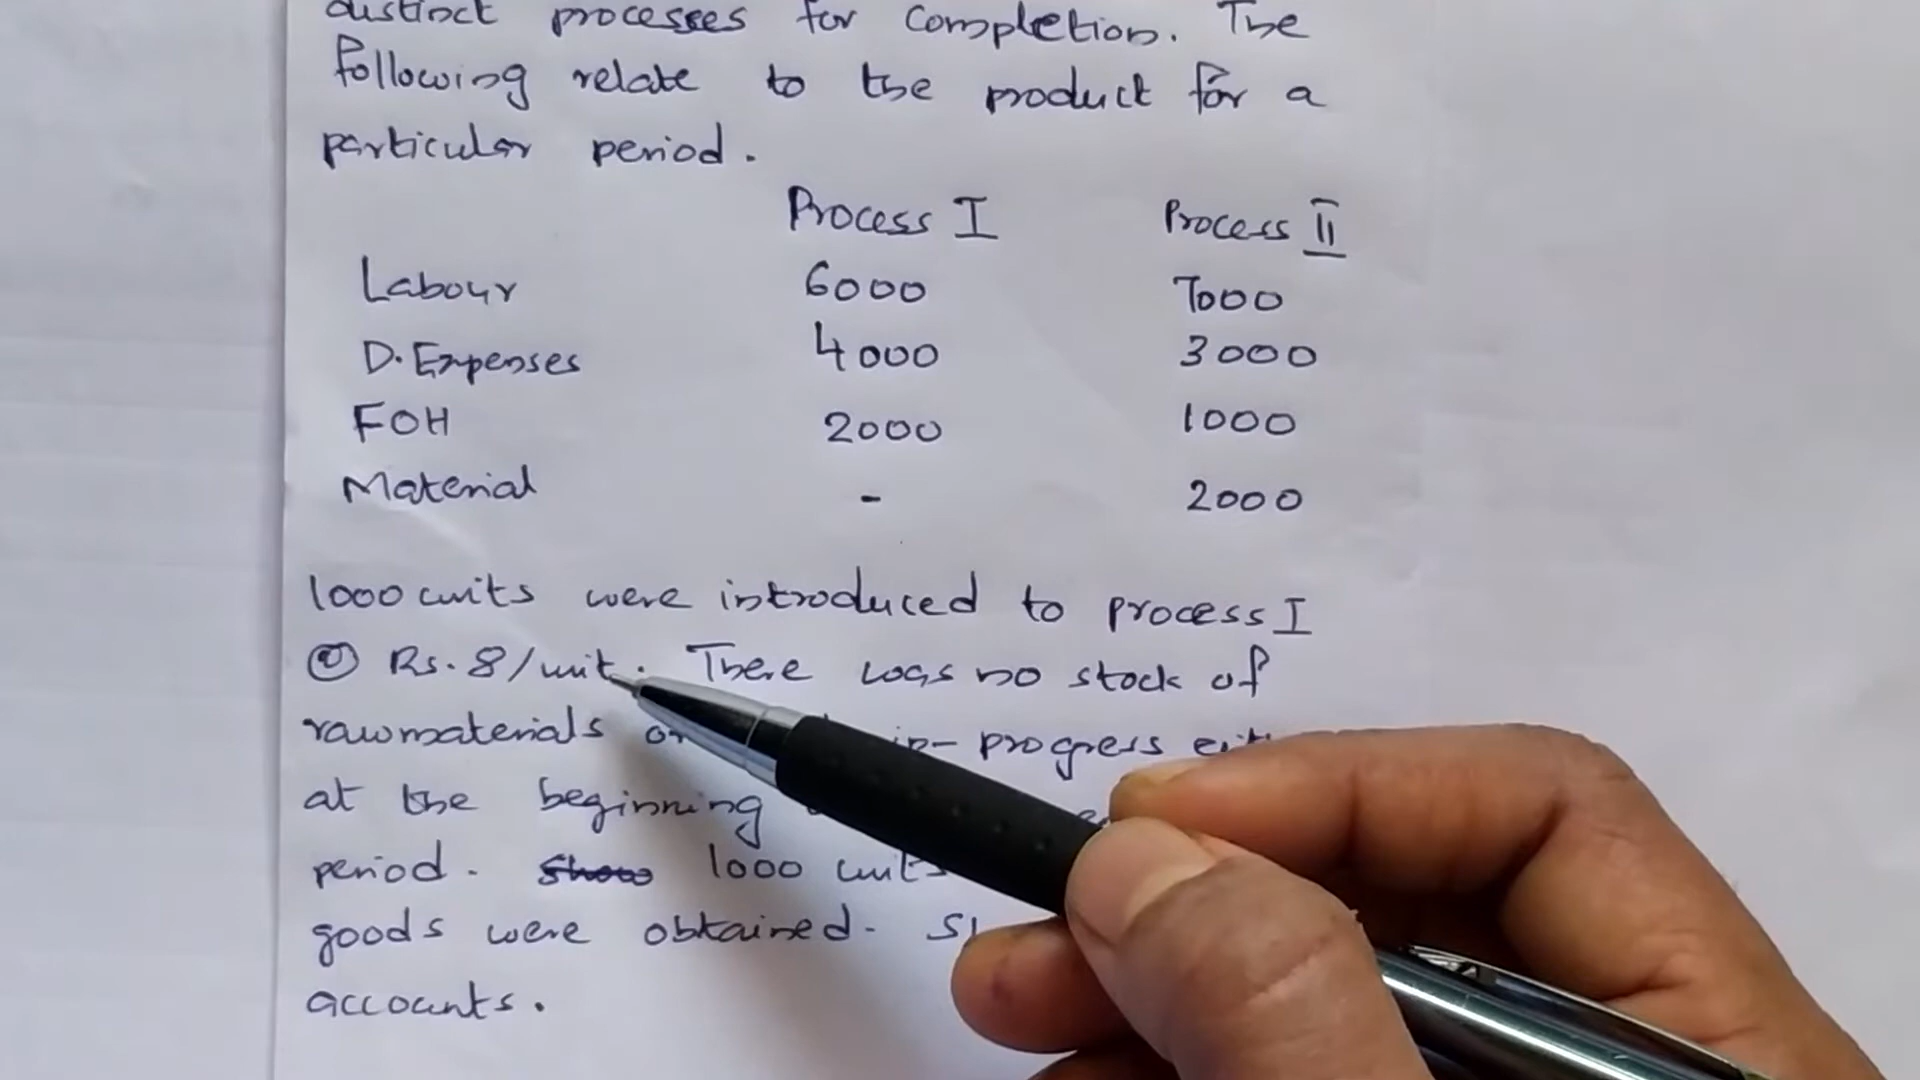 distinct processes for completion. The
following relate to the product for a
particular period.
Process I Process II
Labour 6000 7000
D. Expenses 4000 3000
FOH 2000 1000
Material - 2000
1000 units were introduced to process I
@ Rs. 8/unit. There was no stock of
rawmaterials in-progress
at the beginning
period. 1000 units
goods were obtained.
accounts.